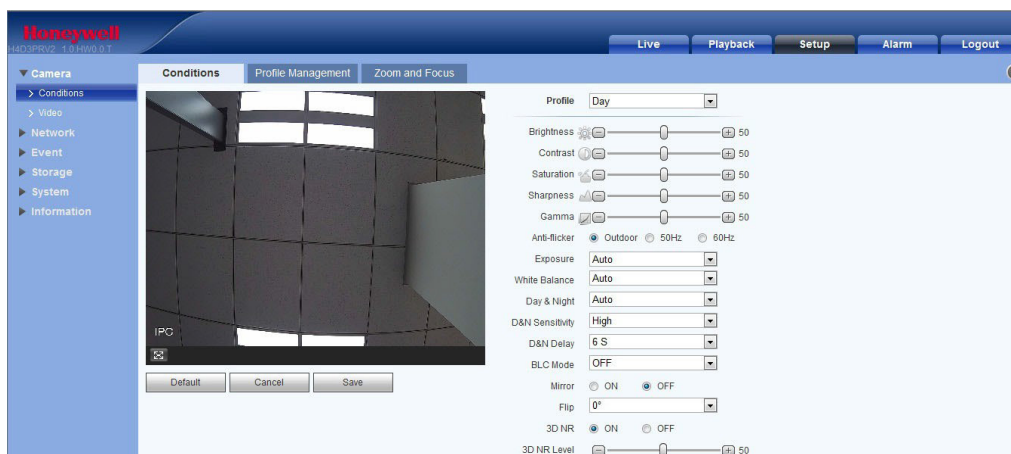 Honeywell
H4D3PRV2 1.0.HW0.0.T
Live Playback Setup Alarm Logout
Camera
Conditions
Video
Network
Event
Storage
System
Information
Conditions Profile Management Zoom and Focus
IPC
Default Cancel Save
Profile Day
Brightness 50
Contrast 50
Saturation 50
Sharpness 50
Gamma 50
Anti-flicker Outdoor 50Hz 60Hz
Exposure Auto
White Balance Auto
Day & Night Auto
D&N Sensitivity High
D&N Delay 6 S
BLC Mode OFF
Mirror ON OFF
Flip 0°
3D NR ON OFF
3D NR Level 50